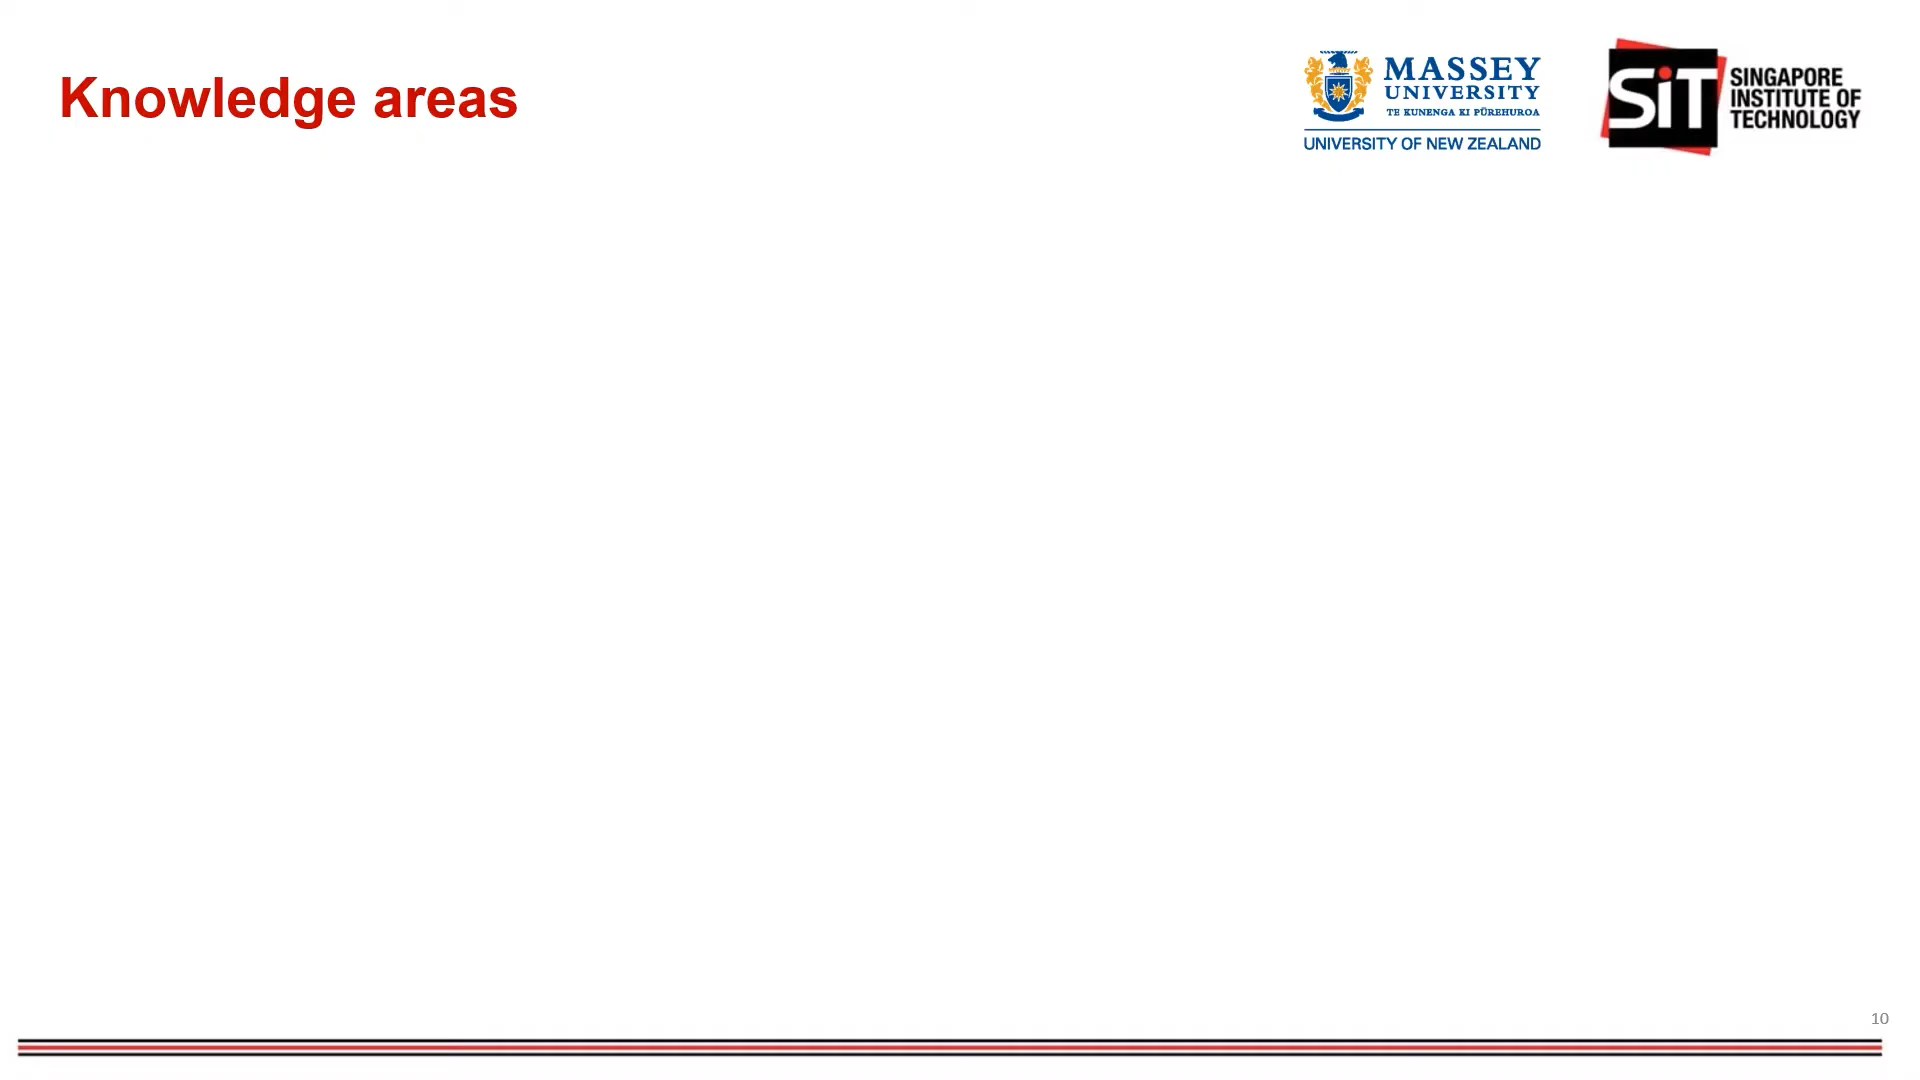 Knowledge areas
MASSEY
UNIVERSITY
TE KUNENGA KI PŪREHUROA
UNIVERSITY OF NEW ZEALAND
SiT
SINGAPORE
INSTITUTE OF
TECHNOLOGY
10